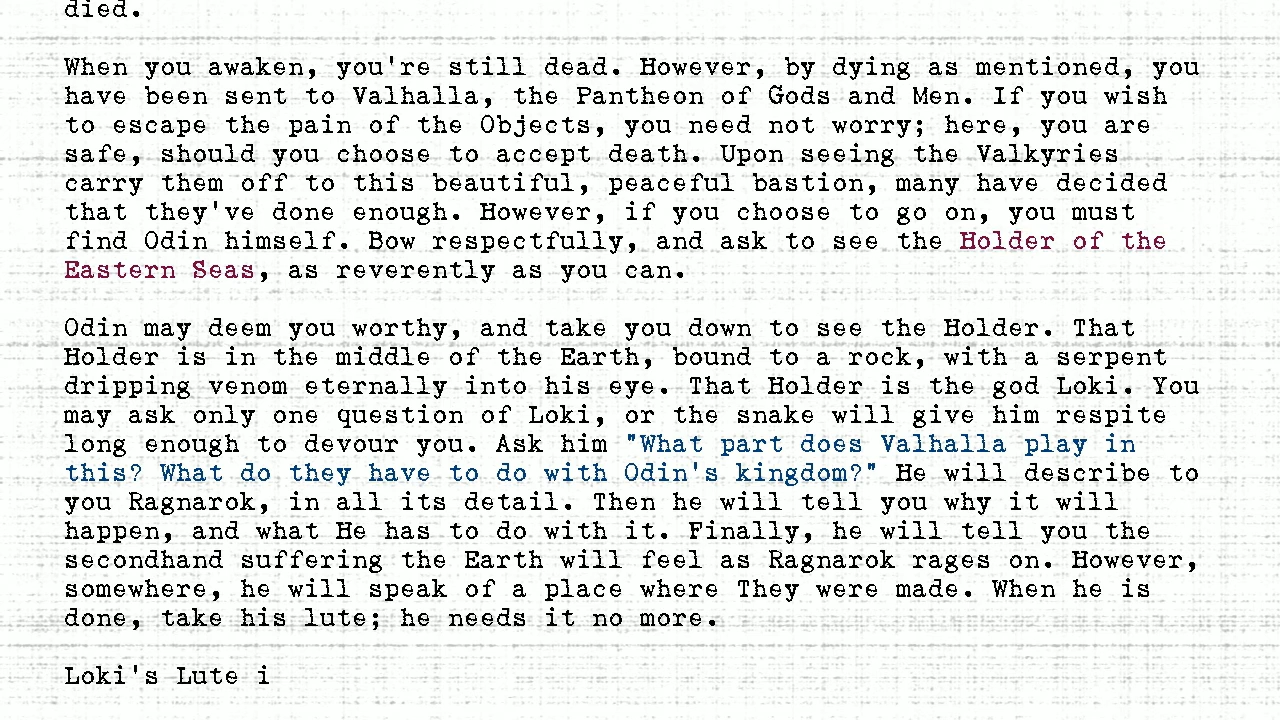 died.
When you awaken, you're still dead. However, by dying as mentioned, you
have been sent to Valhalla, the Pantheon of Gods and Men. If you wish
to escape the pain of the Objects, you need not worry; here, you are
safe, should you choose to accept death. Upon seeing the Valkyries
carry them off to this beautiful, peaceful bastion, many have decided
that they've done enough. However, if you choose to go on, you must
find Odin himself. Bow respectfully, and ask to see the Holder of the
Eastern Seas, as reverently as you can.
Odin may deem you worthy, and take you down to see the Holder. That
Holder is in the middle of the Earth, bound to a rock, with a serpent
dripping venom eternally into his eye. That Holder is the god Loki. You
may ask only one question of Loki, or the snake will give him respite
long enough to devour you. Ask him "What part does Valhalla play in
this? What do they have to do with Odin's kingdom?" He will describe to
you Ragnarok, in all its detail. Then he will tell you why it will
happen, and what He has to do with it. Finally, he will tell you the
secondhand suffering the Earth will feel as Ragnarok rages on. However,
somewhere, he will speak of a place where They were made. When he is
done, take his lute; he needs it no more.
Loki's Lute i